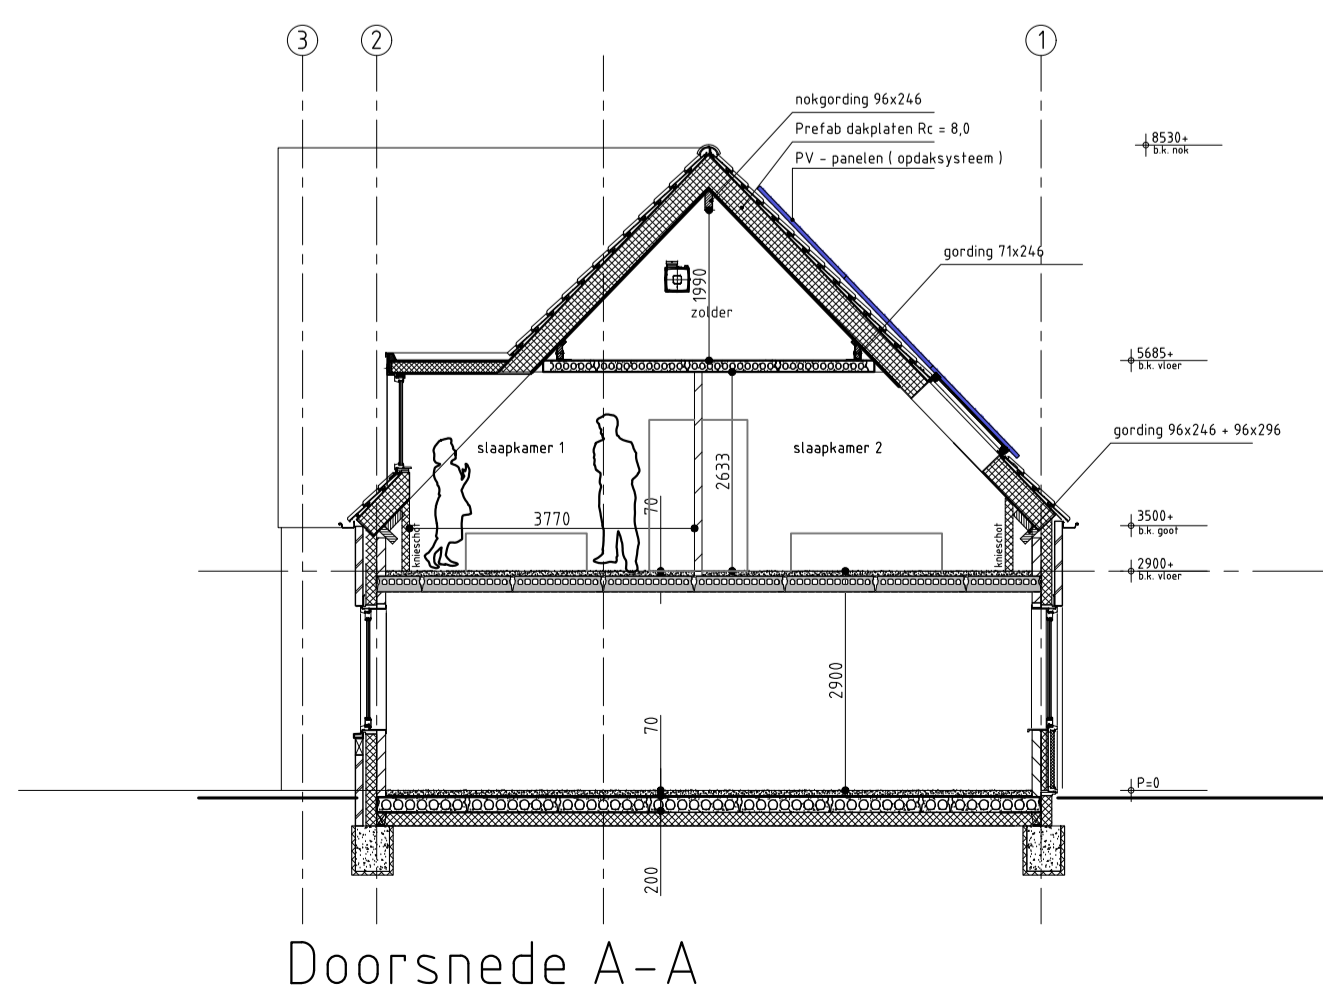 3
2
1
nokgording 96x246
Prefab dakplaten Rc = 8,0
PV - panelen ( opdaksysteem )
8530+
b.k. nok
gording 71x246
1990
zolder
5685+
b.k. vloer
gording 96x246 + 96x296
slaapkamer 1
slaapkamer 2
2633
70
3770
knieschot
knieschot
3500+
b.k. goot
2900+
b.k. vloer
2900
70
P=0
200
Doorsnede A-A